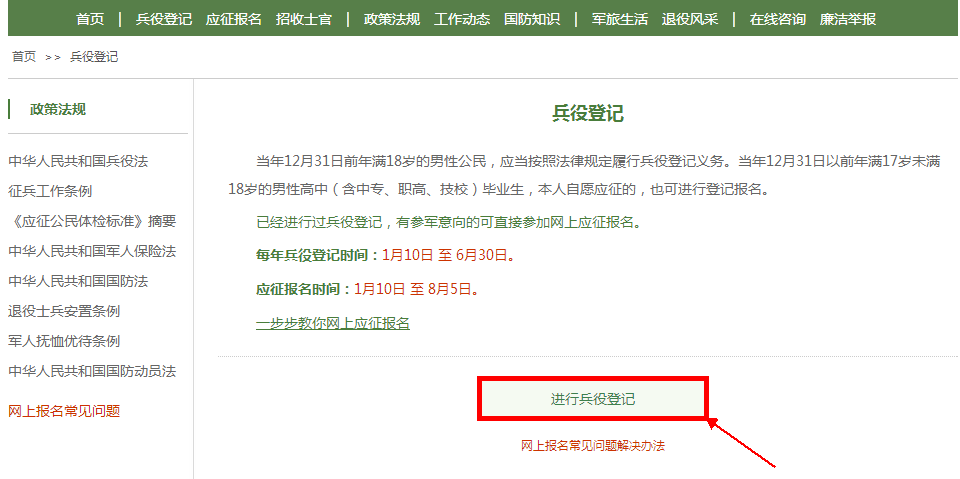 首页 | 兵役登记 应征报名 招收士官 | 政策法规 工作动态 国防知识 | 军旅生活 退役风采 | 在线咨询 廉洁举报
首页 >> 兵役登记
政策法规
中华人民共和国兵役法
征兵工作条例
《应征公民体检标准》摘要
中华人民共和国军人保险法
中华人民共和国国防法
退役士兵安置条例
军人抚恤优待条例
中华人民共和国国防动员法
网上报名常见问题
兵役登记
当年12月31日前年满18岁的男性公民，应当按照法律规定履行兵役登记义务。当年12月31日以前年满17岁未满
18岁的男性高中（含中专、职高、技校）毕业生，本人自愿应征的，也可进行登记报名。
已经进行过兵役登记，有参军意向的可直接参加网上应征报名。
每年兵役登记时间：1月10日 至 6月30日。
应征报名时间：1月10日 至 8月5日。
一步步教你网上应征报名
进行兵役登记
网上报名常见问题解决办法